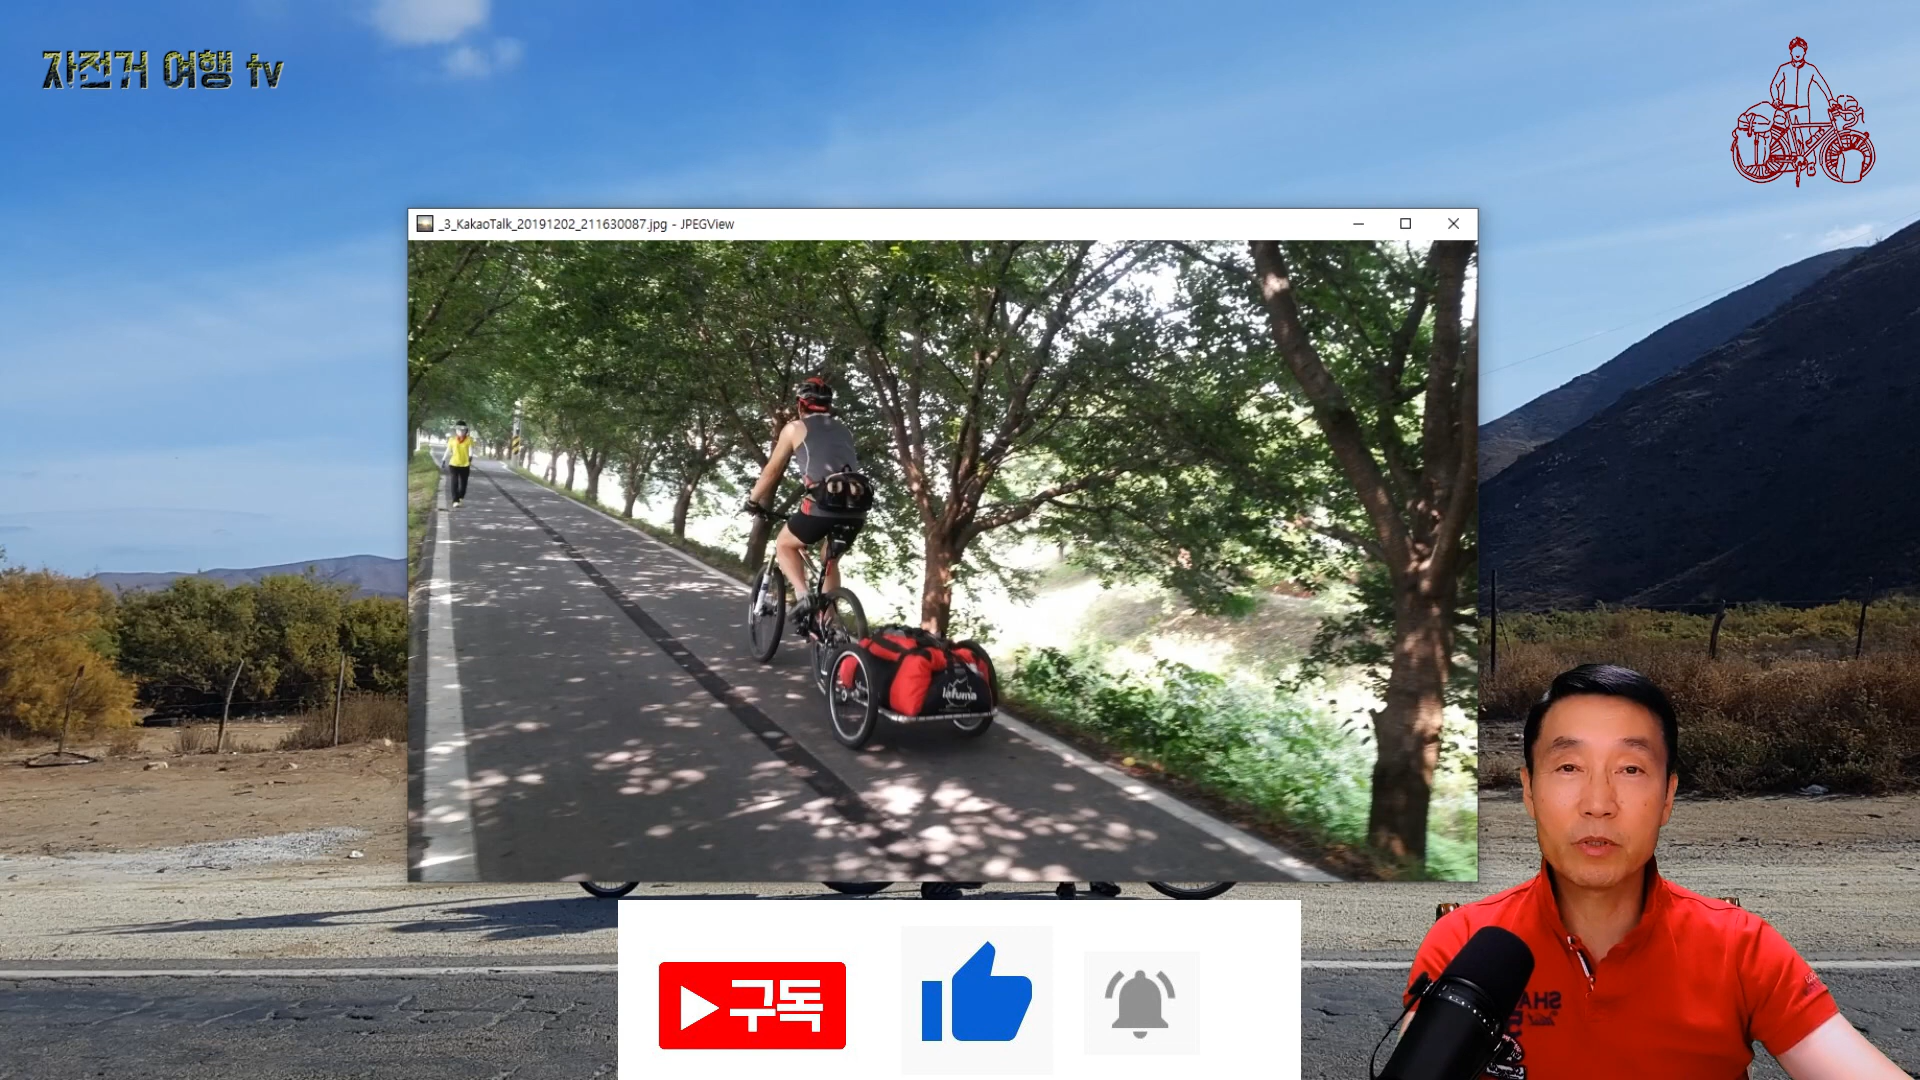 자전거 여행 tv
_3_KakaoTalk_20191202_211630087.jpg - JPEGView
lafuma
구독